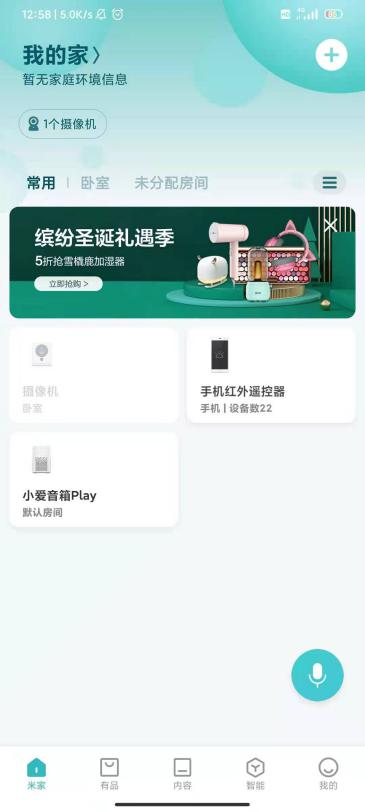 12:58 | 5.0K/s
HD 4G
我的家〉
暂无家庭环境信息
1个摄像机
常用 | 卧室 未分配房间
缤纷圣诞礼遇季
5折抢雪橇鹿加湿器
立即抢购 >
摄像机
卧室
手机红外遥控器
手机 | 设备数22
小爱音箱Play
默认房间
米家 有品 内容 智能 我的